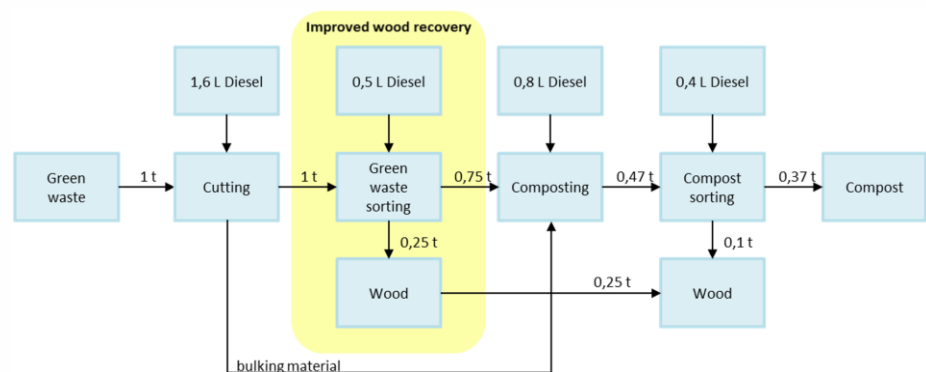 Improved wood recovery
1,6 L Diesel
0,5 L Diesel
0,8 L Diesel
0,4 L Diesel
Green
waste
1 t
Cutting
1 t
Green
waste
sorting
0,75 t
Composting
0,47 t
Compost
sorting
0,37 t
Compost
0,25 t
0,1 t
Wood
0,25 t
Wood
bulking material